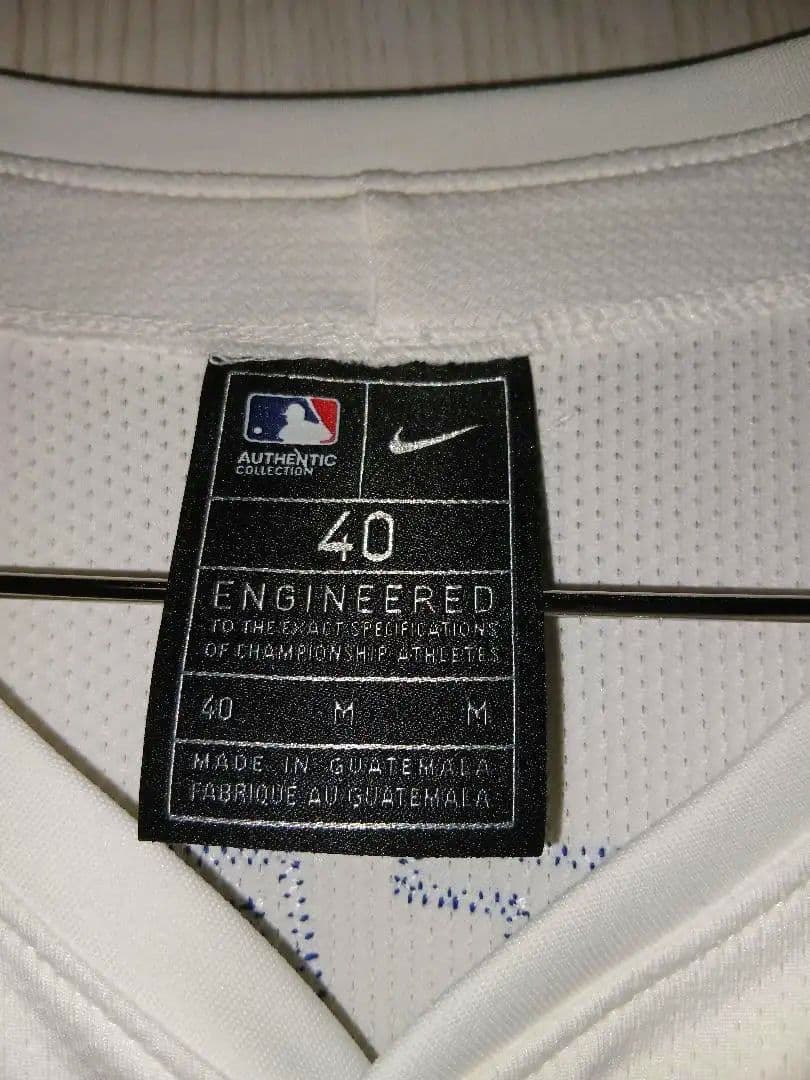 AUTHENTIC
COLLECTION
40
ENGINEERED
TO THE EXACT SPECIFICATIONS
OF CHAMPIONSHIP ATHLETES
40 M M
MADE IN GUATEMALA
FABRIQUE AU GUATEMALA